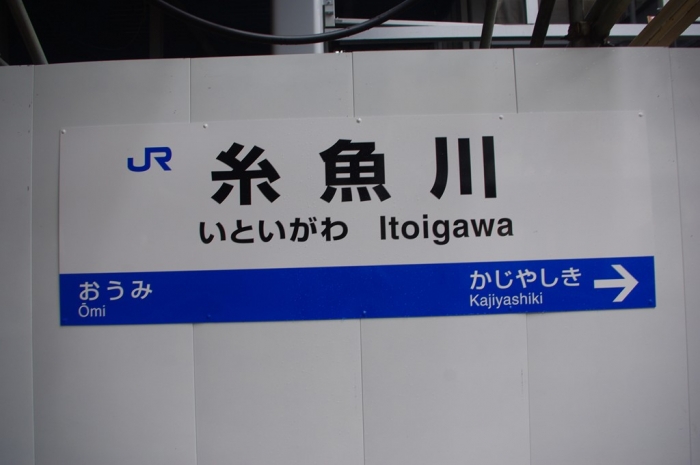 JR
糸魚川
いといがわ Itoigawa
おうみ
Ōmi
かじやしき
Kajiyashiki